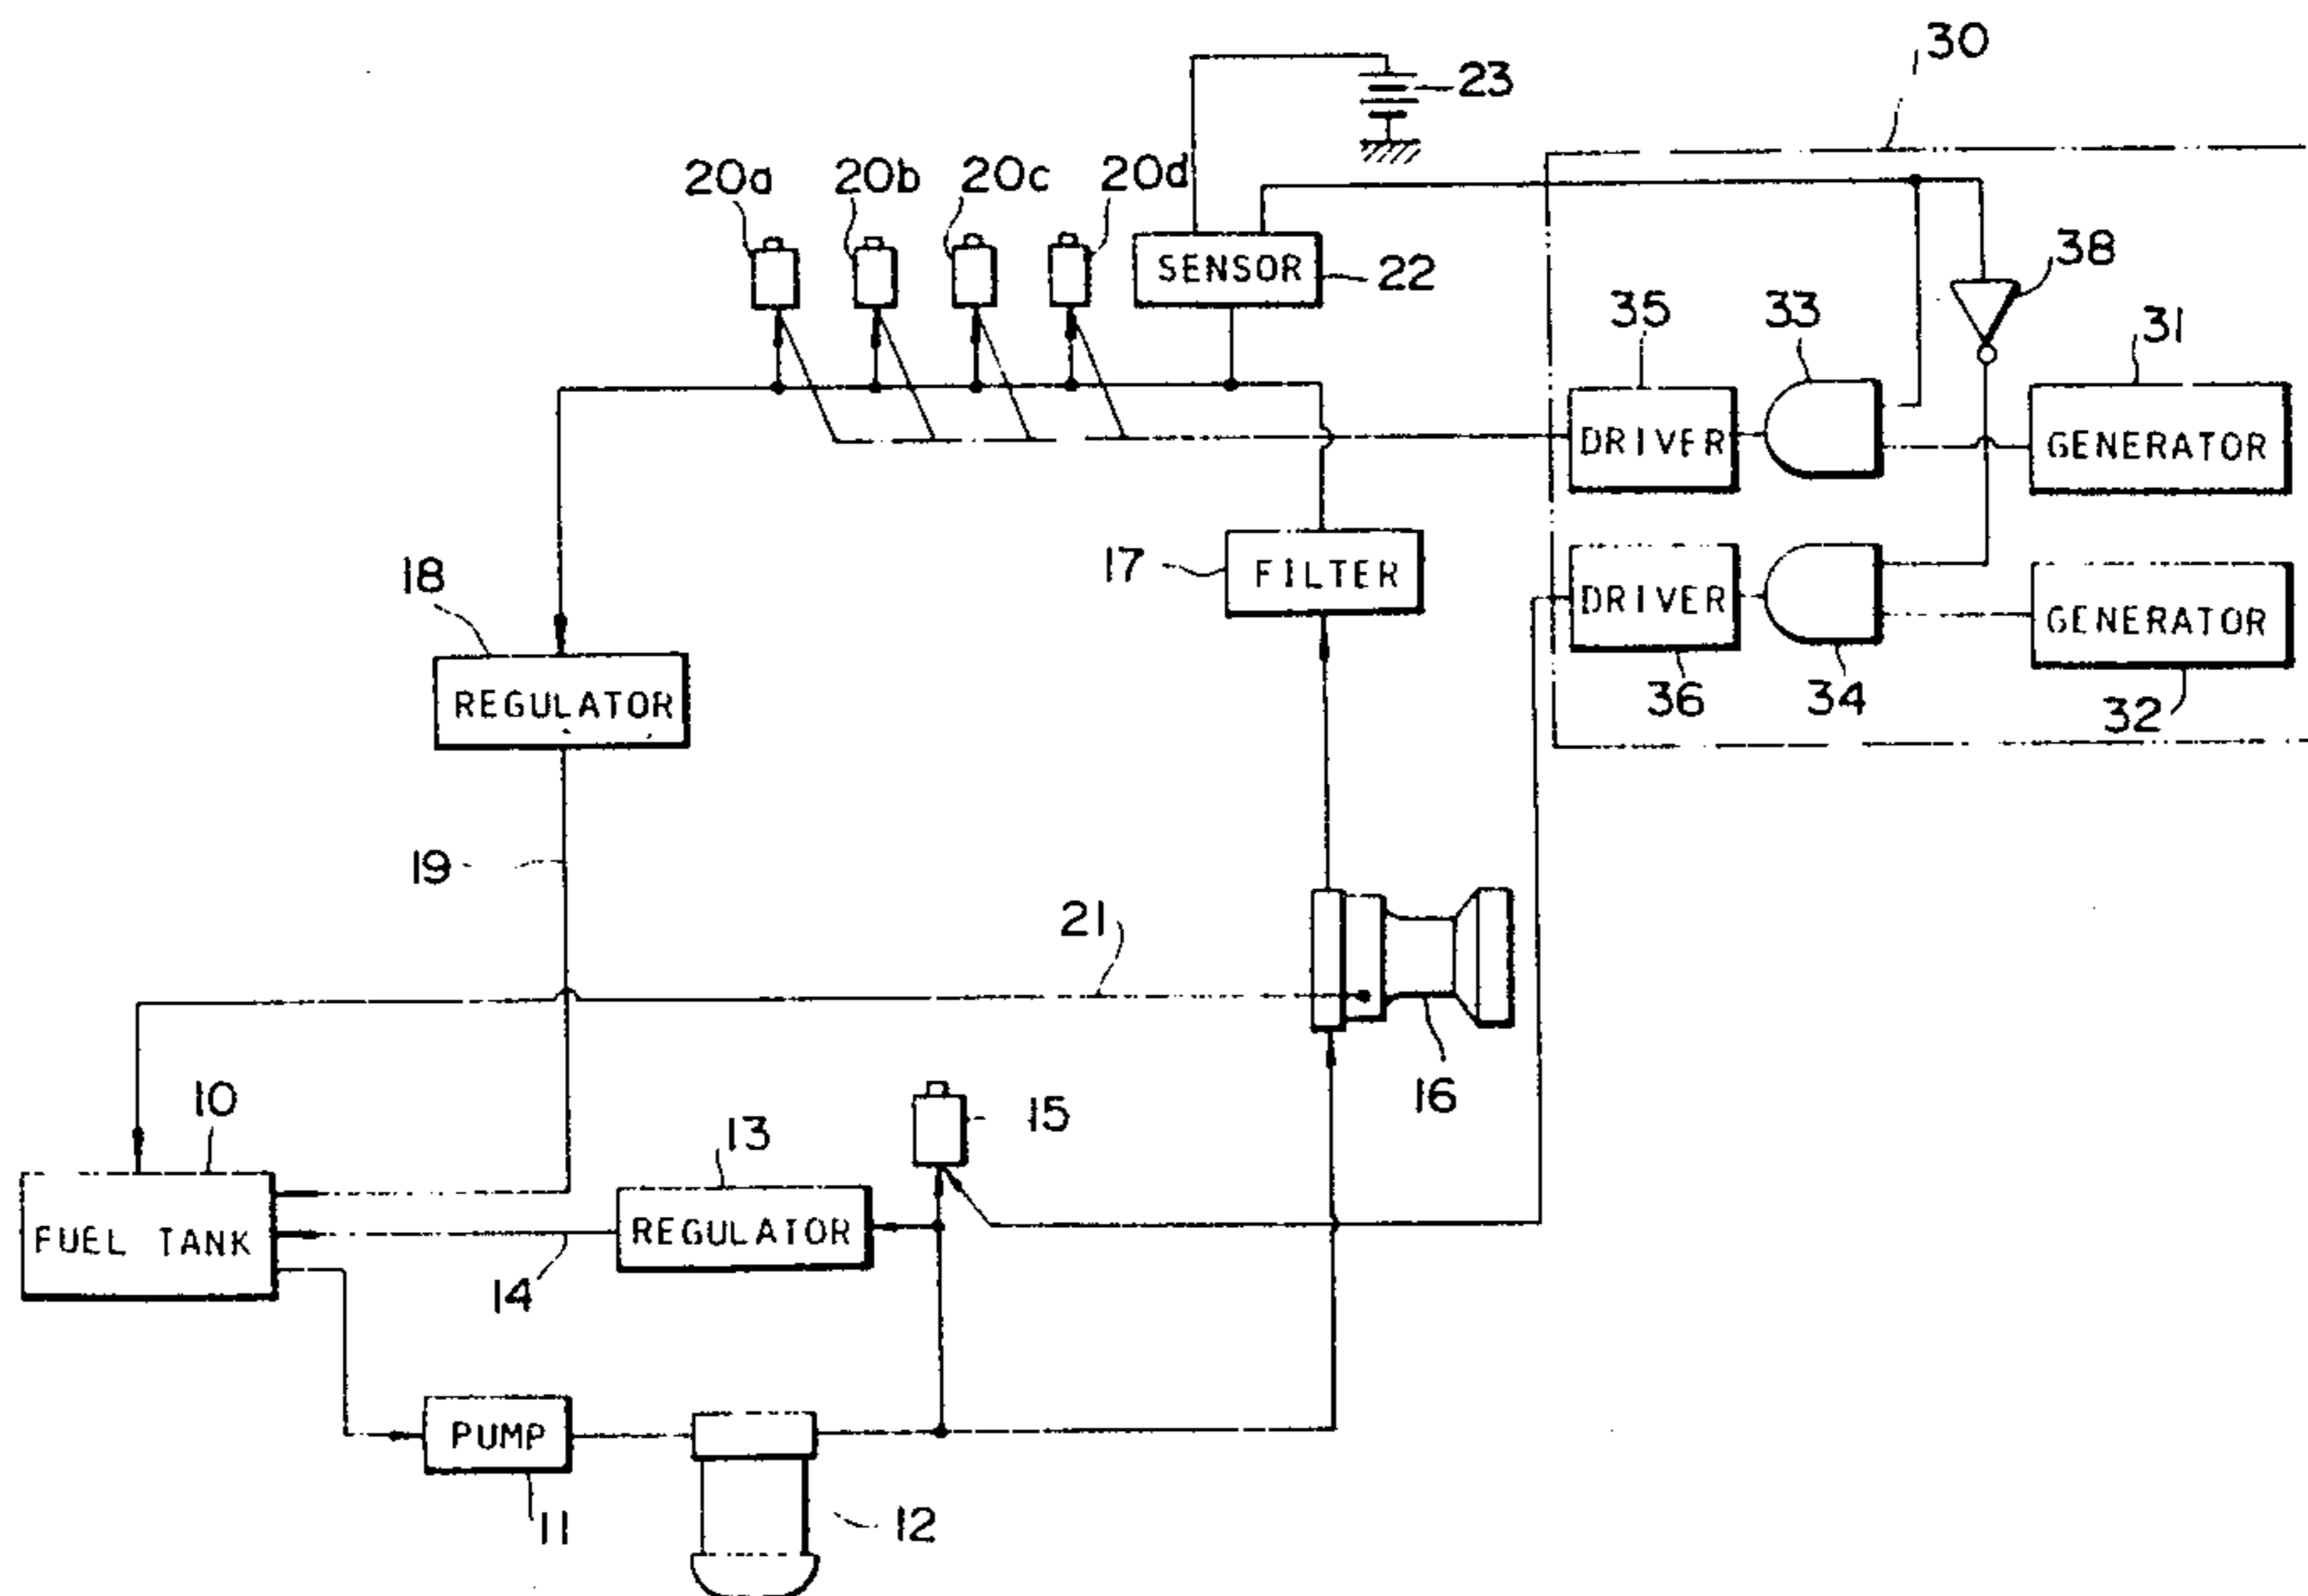 30
23
20a 20b 20c 20d
SENSOR
22
38
35
33
31
DRIVER
GENERATOR
17
FILTER
18
DRIVER
GENERATOR
REGULATOR
36
34
32
19
21
16
10
15
13
FUEL TANK
REGULATOR
14
PUMP
11
12